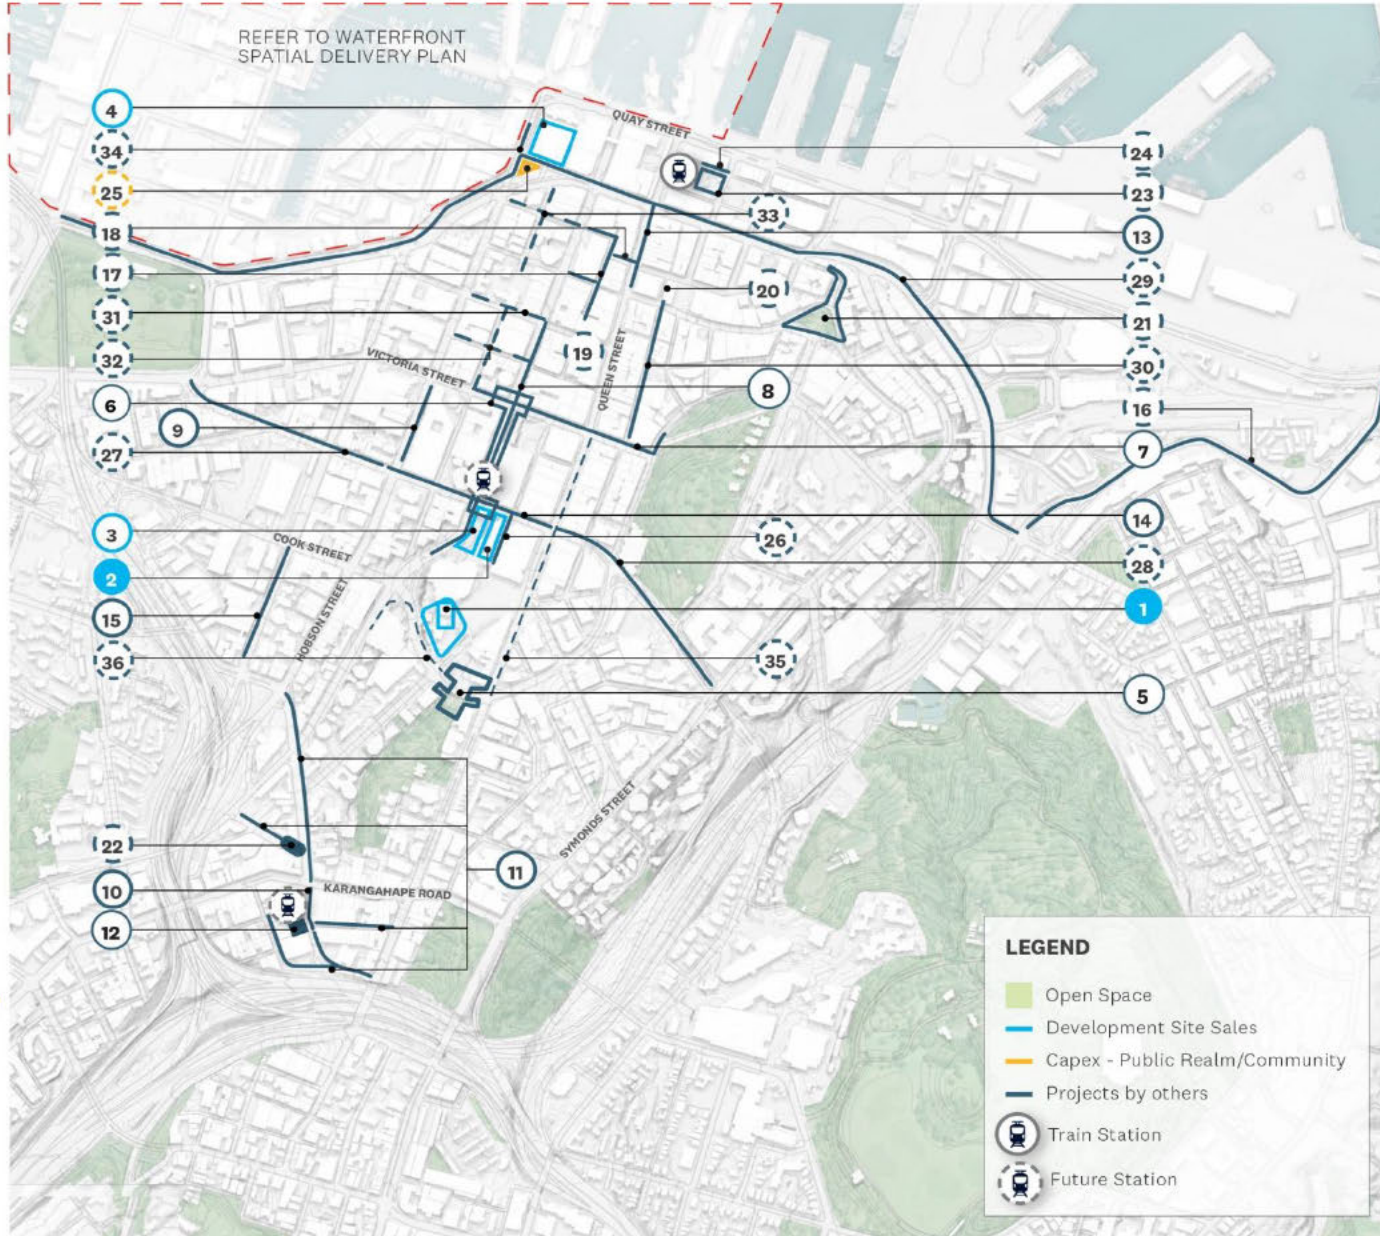 REFER TO WATERFRONT
SPATIAL DELIVERY PLAN
QUAY STREET
4
34
25
18
17
31
32
6
9
27
3
2
15
36
22
10
12
24
23
33
13
29
20
21
19
30
8
16
7
14
26
28
1
35
5
11
VICTORIA STREET
QUEEN STREET
COOK STREET
HOBSON STREET
SYMONDS STREET
KARANGAHAPE ROAD
LEGEND
Open Space
Development Site Sales
Capex - Public Realm/Community
Projects by others
Train Station
Future Station